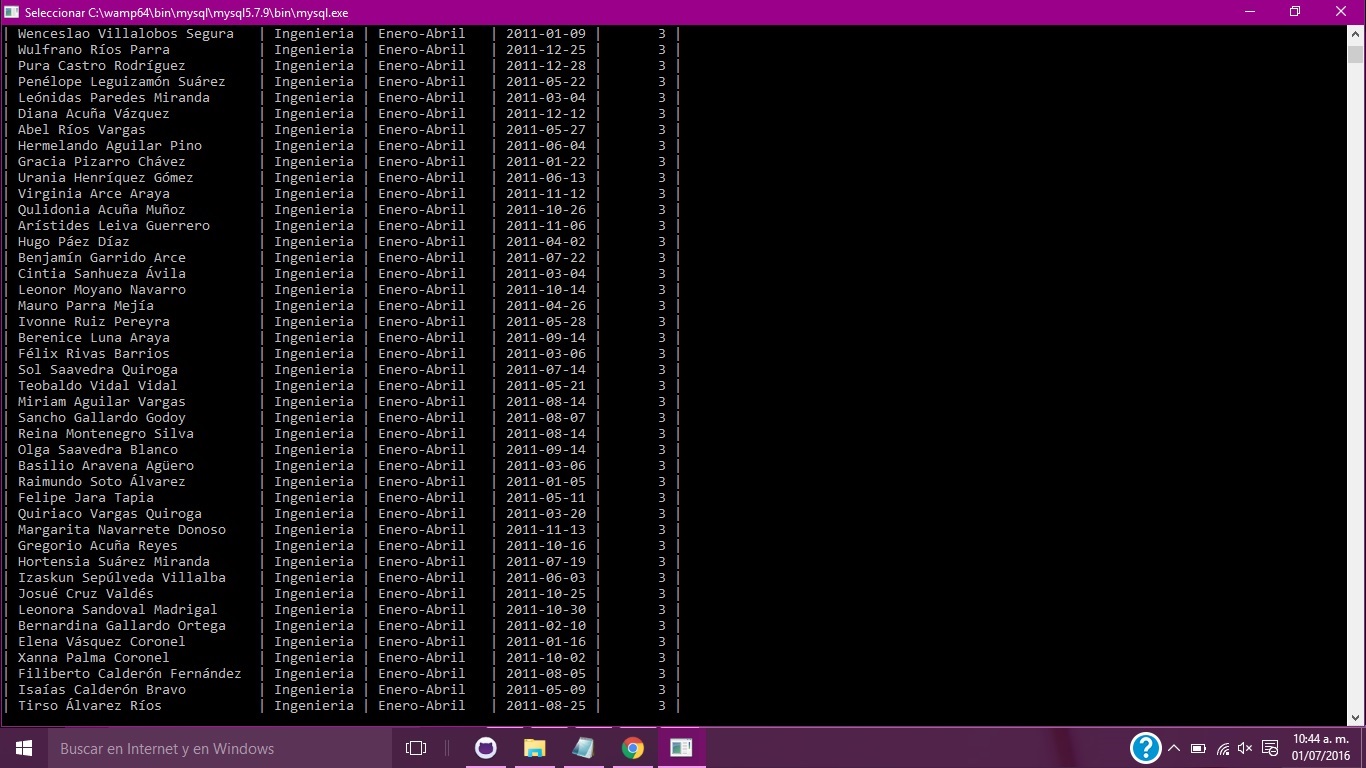 Seleccionar C:\wamp64\bin\mysql\mysql5.7.9\bin\mysql.exe
| Wenceslao Villalobos Segura | Ingenieria | Enero-Abril | 2011-01-09 | 3 |
| Wulfrano Ríos Parra | Ingenieria | Enero-Abril | 2011-12-25 | 3 |
| Pura Castro Rodríguez | Ingenieria | Enero-Abril | 2011-12-28 | 3 |
| Penélope Leguizamón Suárez | Ingenieria | Enero-Abril | 2011-05-22 | 3 |
| Leónidas Paredes Miranda | Ingenieria | Enero-Abril | 2011-03-04 | 3 |
| Diana Acuña Vázquez | Ingenieria | Enero-Abril | 2011-12-12 | 3 |
| Abel Ríos Vargas | Ingenieria | Enero-Abril | 2011-05-27 | 3 |
| Hermelando Aguilar Pino | Ingenieria | Enero-Abril | 2011-06-04 | 3 |
| Gracia Pizarro Chávez | Ingenieria | Enero-Abril | 2011-01-22 | 3 |
| Urania Henríquez Gómez | Ingenieria | Enero-Abril | 2011-06-13 | 3 |
| Virginia Arce Araya | Ingenieria | Enero-Abril | 2011-11-12 | 3 |
| Qulidonia Acuña Muñoz | Ingenieria | Enero-Abril | 2011-10-26 | 3 |
| Arístides Leiva Guerrero | Ingenieria | Enero-Abril | 2011-11-06 | 3 |
| Hugo Páez Díaz | Ingenieria | Enero-Abril | 2011-04-02 | 3 |
| Benjamín Garrido Arce | Ingenieria | Enero-Abril | 2011-07-22 | 3 |
| Cintia Sanhueza Ávila | Ingenieria | Enero-Abril | 2011-03-04 | 3 |
| Leonor Moyano Navarro | Ingenieria | Enero-Abril | 2011-10-14 | 3 |
| Mauro Parra Mejía | Ingenieria | Enero-Abril | 2011-04-26 | 3 |
| Ivonne Ruiz Pereyra | Ingenieria | Enero-Abril | 2011-05-28 | 3 |
| Berenice Luna Araya | Ingenieria | Enero-Abril | 2011-09-14 | 3 |
| Félix Rivas Barrios | Ingenieria | Enero-Abril | 2011-03-06 | 3 |
| Sol Saavedra Quiroga | Ingenieria | Enero-Abril | 2011-07-14 | 3 |
| Teobaldo Vidal Vidal | Ingenieria | Enero-Abril | 2011-05-21 | 3 |
| Miriam Aguilar Vargas | Ingenieria | Enero-Abril | 2011-08-14 | 3 |
| Sancho Gallardo Godoy | Ingenieria | Enero-Abril | 2011-08-07 | 3 |
| Reina Montenegro Silva | Ingenieria | Enero-Abril | 2011-08-14 | 3 |
| Olga Saavedra Blanco | Ingenieria | Enero-Abril | 2011-09-14 | 3 |
| Basilio Aravena Agüero | Ingenieria | Enero-Abril | 2011-03-06 | 3 |
| Raimundo Soto Álvarez | Ingenieria | Enero-Abril | 2011-01-05 | 3 |
| Felipe Jara Tapia | Ingenieria | Enero-Abril | 2011-05-11 | 3 |
| Quiriaco Vargas Quiroga | Ingenieria | Enero-Abril | 2011-03-20 | 3 |
| Margarita Navarrete Donoso | Ingenieria | Enero-Abril | 2011-11-13 | 3 |
| Gregorio Acuña Reyes | Ingenieria | Enero-Abril | 2011-10-16 | 3 |
| Hortensia Suárez Miranda | Ingenieria | Enero-Abril | 2011-07-19 | 3 |
| Izaskun Sepúlveda Villalba | Ingenieria | Enero-Abril | 2011-06-03 | 3 |
| Josué Cruz Valdés | Ingenieria | Enero-Abril | 2011-10-25 | 3 |
| Leonora Sandoval Madrigal | Ingenieria | Enero-Abril | 2011-10-30 | 3 |
| Bernardina Gallardo Ortega | Ingenieria | Enero-Abril | 2011-02-10 | 3 |
| Elena Vásquez Coronel | Ingenieria | Enero-Abril | 2011-01-16 | 3 |
| Xanna Palma Coronel | Ingenieria | Enero-Abril | 2011-10-02 | 3 |
| Filiberto Calderón Fernández | Ingenieria | Enero-Abril | 2011-08-05 | 3 |
| Isaías Calderón Bravo | Ingenieria | Enero-Abril | 2011-05-09 | 3 |
| Tirso Álvarez Ríos | Ingenieria | Enero-Abril | 2011-08-25 | 3 |
Buscar en Internet y en Windows
10:44 a. m.
01/07/2016